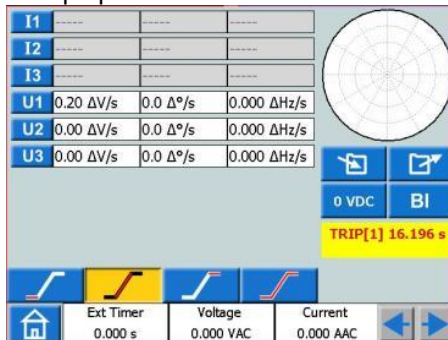 I1 ----- ----- -----
I2 ----- ----- -----
I3 ----- ----- -----
U1 0.20 ΔV/s 0.0 Δ°/s 0.000 ΔHz/s
U2 0.00 ΔV/s 0.0 Δ°/s 0.000 ΔHz/s
U3 0.00 ΔV/s 0.0 Δ°/s 0.000 ΔHz/s
0 VDC BI
TRIP[1] 16.196 s
Ext Timer Voltage Current
0.000 s 0.000 VAC 0.000 AAC